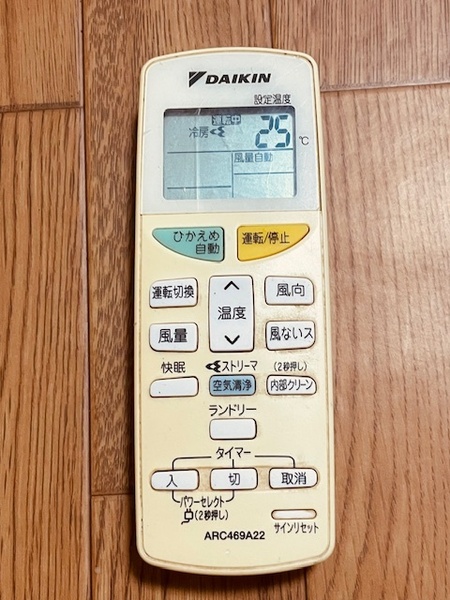 DAIKIN
設定温度
運転中
冷房 25 ℃
風量自動
ひかえめ
自動
運転/停止
運転切換
温度
風向
風量
風ないス
快眠
ストリーマ
(2秒押し)
空気清浄
内部クリーン
ランドリー
タイマー
入
切
取消
パワーセレクト
(2秒押し)
サインリセット
ARC469A22